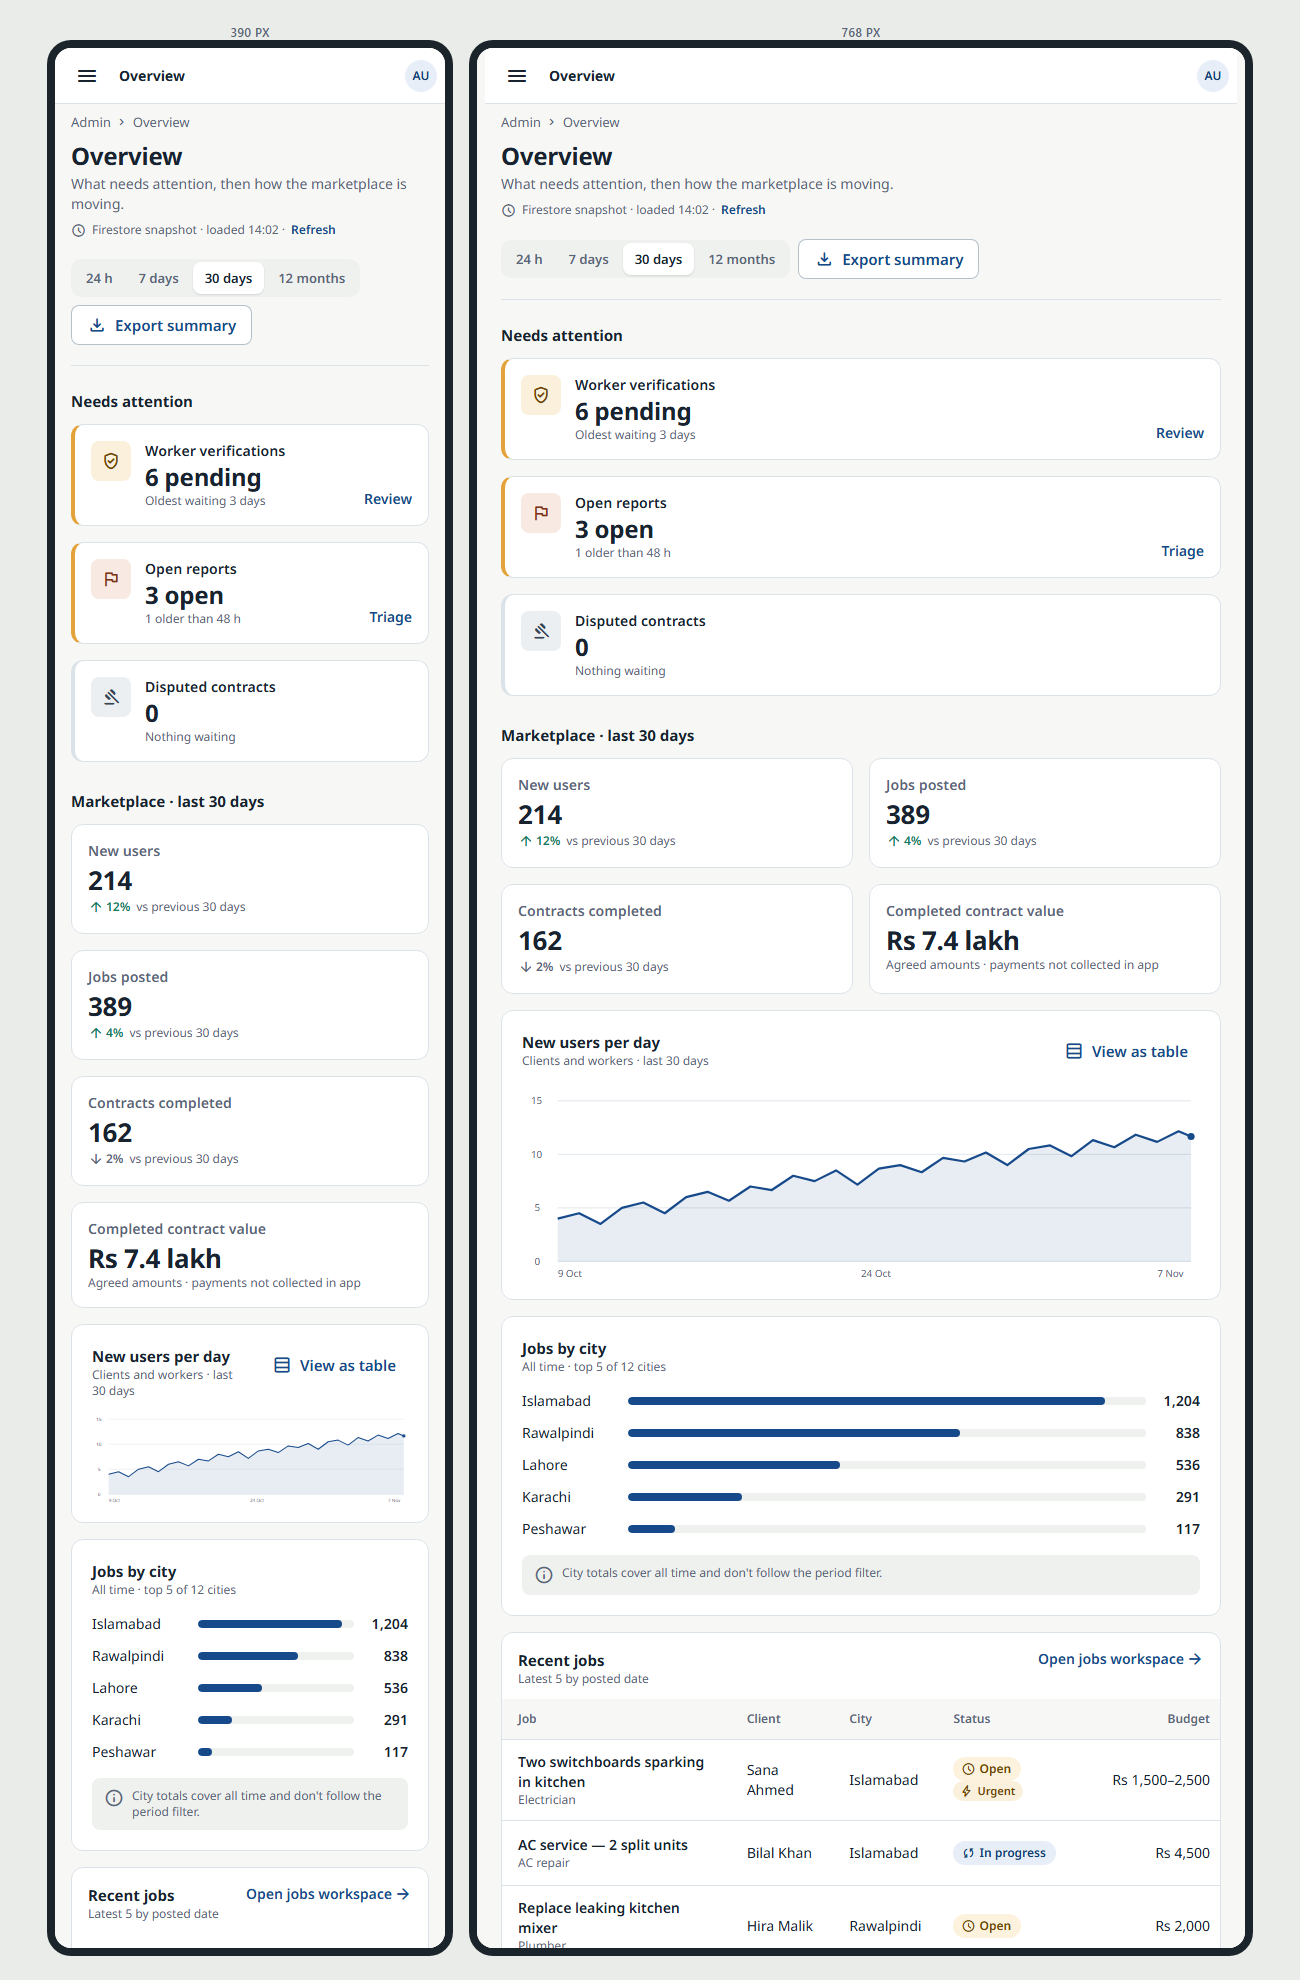 390 PX
Overview
AU
Admin › Overview
Overview
What needs attention, then how the marketplace is
moving.
Firestore snapshot · loaded 14:02 · Refresh
24 h 7 days 30 days 12 months
Export summary
Needs attention
Worker verifications
6 pending
Oldest waiting 3 days
Review
Open reports
3 open
1 older than 48 h
Triage
Disputed contracts
0
Nothing waiting
Marketplace · last 30 days
New users
214
↑ 12% vs previous 30 days
Jobs posted
389
↑ 4% vs previous 30 days
Contracts completed
162
↓ 2% vs previous 30 days
Completed contract value
Rs 7.4 lakh
Agreed amounts · payments not collected in app
New users per day
Clients and workers · last
30 days
View as table
15
10
5
0
9 Oct 24 Oct 7 Nov
Jobs by city
All time · top 5 of 12 cities
Islamabad 1,204
Rawalpindi 838
Lahore 536
Karachi 291
Peshawar 117
City totals cover all time and don't follow the
period filter.
Recent jobs
Latest 5 by posted date
Open jobs workspace →
768 PX
Overview
AU
Admin › Overview
Overview
What needs attention, then how the marketplace is moving.
Firestore snapshot · loaded 14:02 · Refresh
24 h 7 days 30 days 12 months
Export summary
Needs attention
Worker verifications
6 pending
Oldest waiting 3 days
Review
Open reports
3 open
1 older than 48 h
Triage
Disputed contracts
0
Nothing waiting
Marketplace · last 30 days
New users
214
↑ 12% vs previous 30 days
Jobs posted
389
↑ 4% vs previous 30 days
Contracts completed
162
↓ 2% vs previous 30 days
Completed contract value
Rs 7.4 lakh
Agreed amounts · payments not collected in app
New users per day
Clients and workers · last 30 days
View as table
15
10
5
0
9 Oct 24 Oct 7 Nov
Jobs by city
All time · top 5 of 12 cities
Islamabad 1,204
Rawalpindi 838
Lahore 536
Karachi 291
Peshawar 117
City totals cover all time and don't follow the period filter.
Recent jobs
Latest 5 by posted date
Open jobs workspace →
Job Client City Status Budget
Two switchboards sparking
in kitchen
Electrician
Sana
Ahmed
Islamabad
Open
Urgent
Rs 1,500–2,500
AC service — 2 split units
AC repair
Bilal Khan
Islamabad
In progress
Rs 4,500
Replace leaking kitchen
mixer
Plumber
Hira Malik
Rawalpindi
Open
Rs 2,000